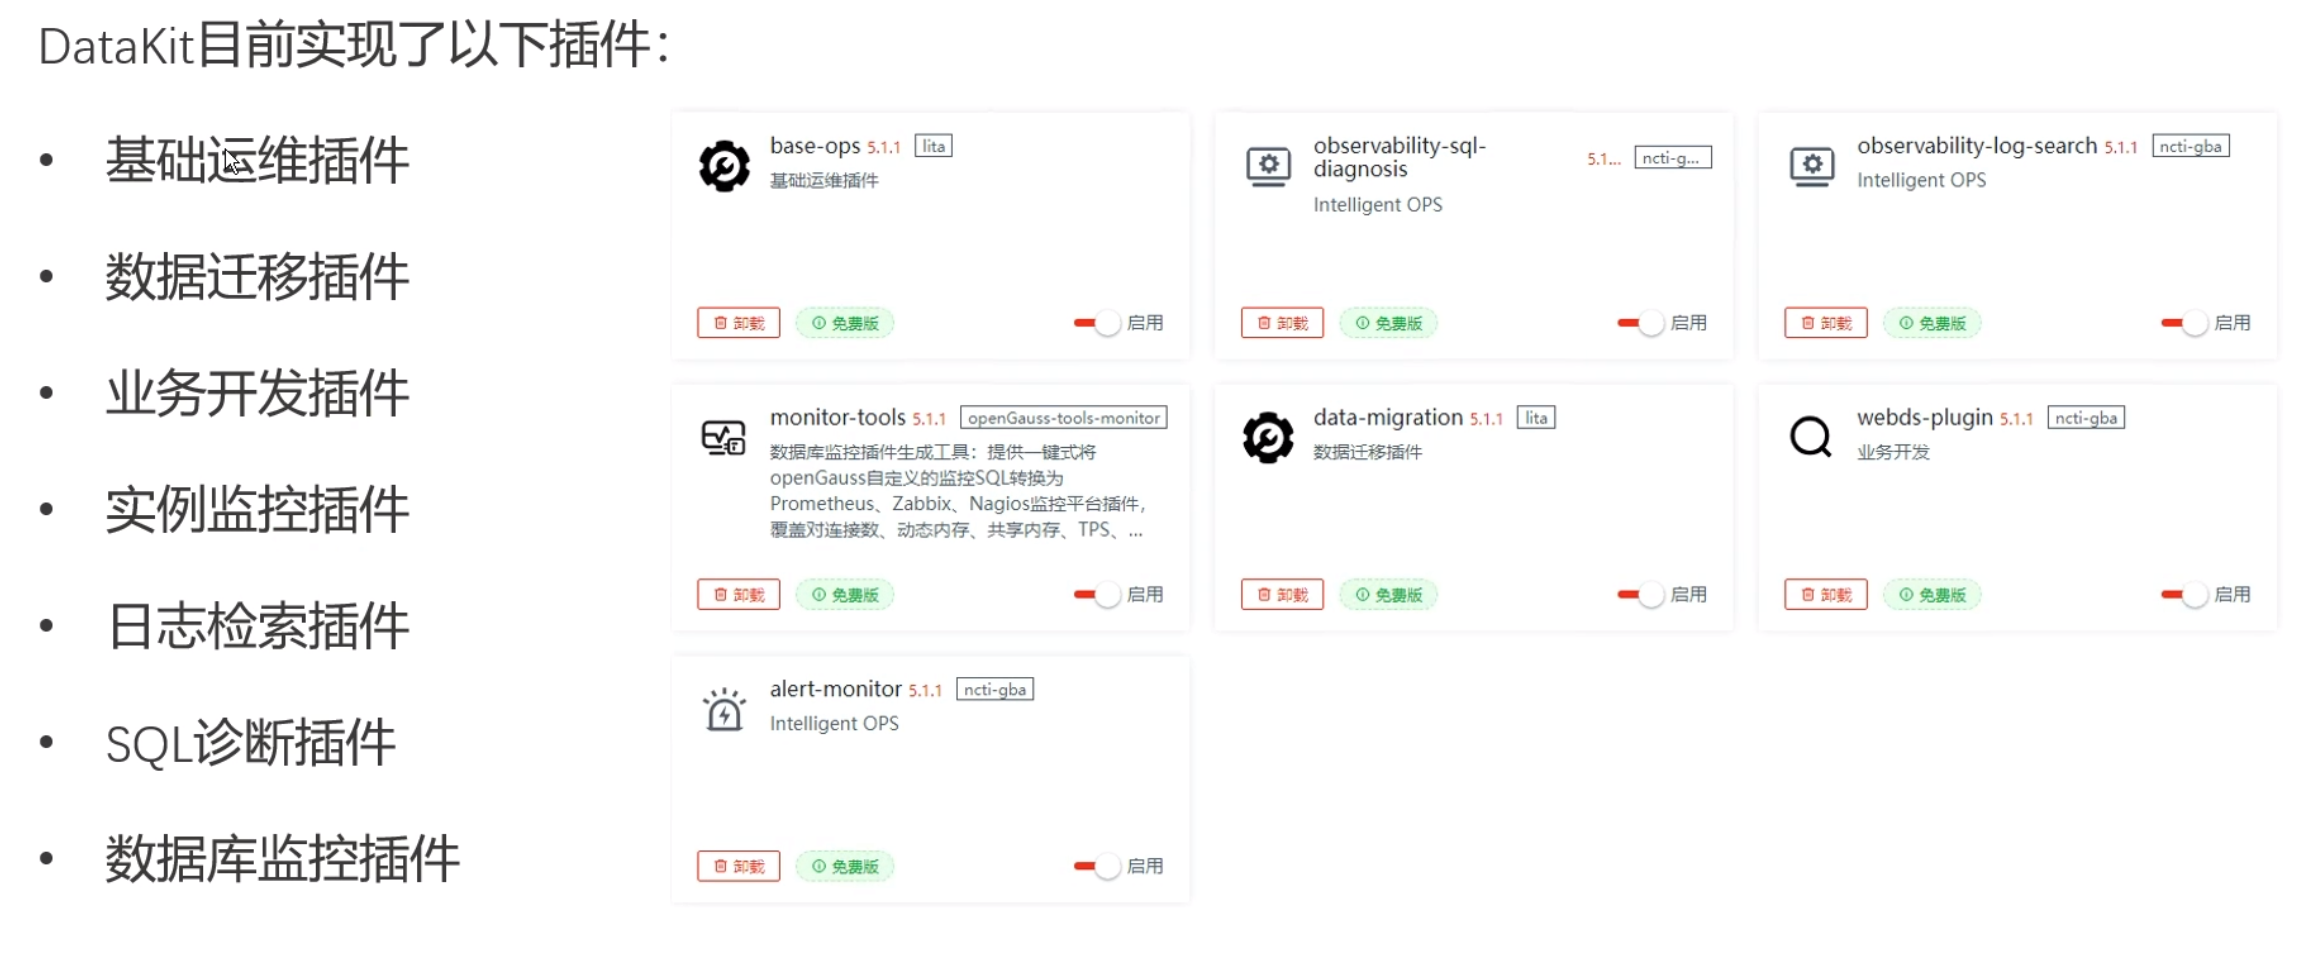 DataKit目前实现了以下插件：
• 基础运维插件
• 数据迁移插件
• 业务开发插件
• 实例监控插件
• 日志检索插件
• SQL诊断插件
• 数据库监控插件
base-ops 5.1.1 lita
基础运维插件
卸载 免费版 启用
observability-sql-
diagnosis
5.1... ncti-g...
Intelligent OPS
卸载 免费版 启用
observability-log-search 5.1.1 ncti-gba
Intelligent OPS
卸载 免费版 启用
monitor-tools 5.1.1 openGauss-tools-monitor
数据库监控插件生成工具：提供一键式将
openGauss自定义的监控SQL转换为
Prometheus、Zabbix、Nagios监控平台插件，
覆盖对连接数、动态内存、共享内存、TPS、...
卸载 免费版 启用
data-migration 5.1.1 lita
数据迁移插件
卸载 免费版 启用
webds-plugin 5.1.1 ncti-gba
业务开发
卸载 免费版 启用
alert-monitor 5.1.1 ncti-gba
Intelligent OPS
卸载 免费版 启用